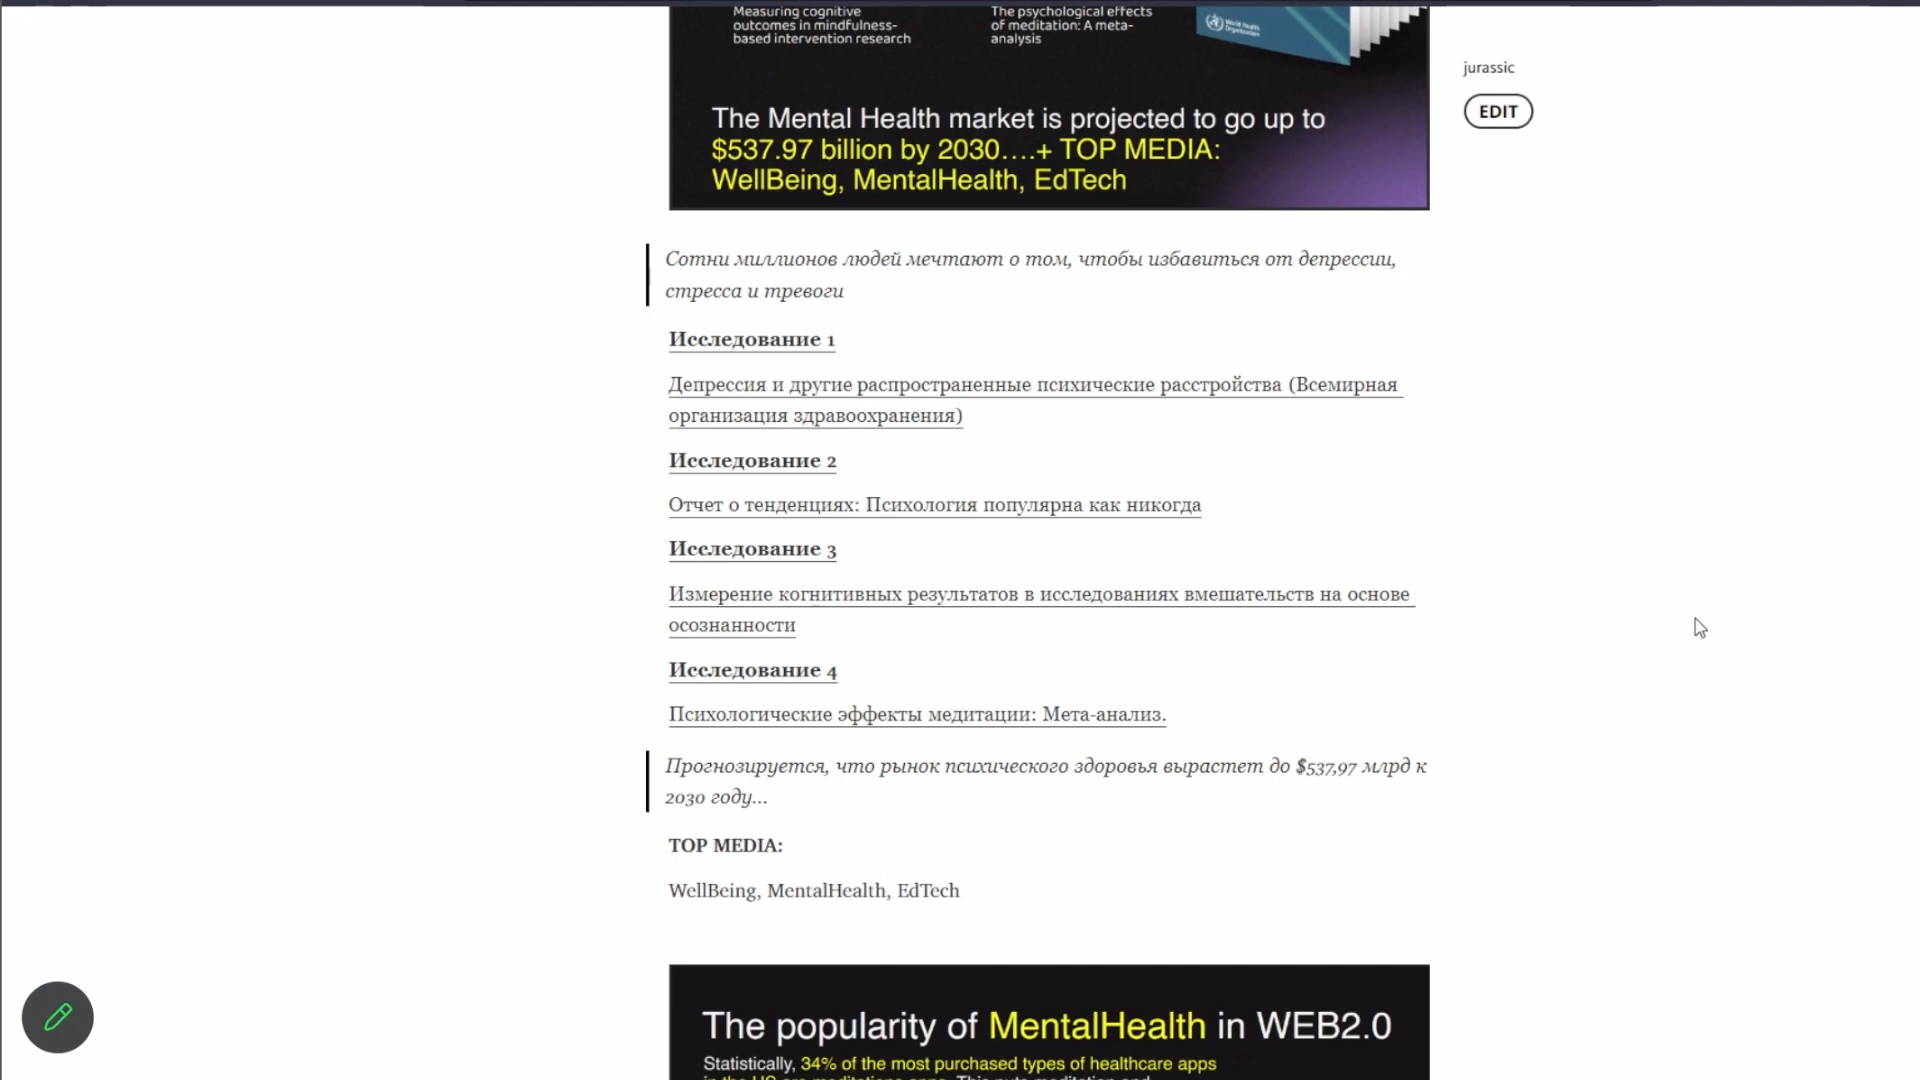 Measuring cognitive
outcomes in mindfulness-
based intervention research
The psychological effects
of meditation: A meta-
analysis
World Health
Organization
jurassic
EDIT
The Mental Health market is projected to go up to
$537.97 billion by 2030....+ TOP MEDIA:
WellBeing, MentalHealth, EdTech
Сотни миллионов людей мечтают о том, чтобы избавиться от депрессии,
стресса и тревоги
Исследование 1
Депрессия и другие распространенные психические расстройства (Всемирная
организация здравоохранения)
Исследование 2
Отчет о тенденциях: Психология популярна как никогда
Исследование 3
Измерение когнитивных результатов в исследованиях вмешательств на основе
осознанности
Исследование 4
Психологические эффекты медитации: Мета-анализ.
Прогнозируется, что рынок психического здоровья вырастет до $537,97 млрд к
2030 году...
TOP MEDIA:
WellBeing, MentalHealth, EdTech
The popularity of MentalHealth in WEB2.0
Statistically, 34% of the most purchased types of healthcare apps